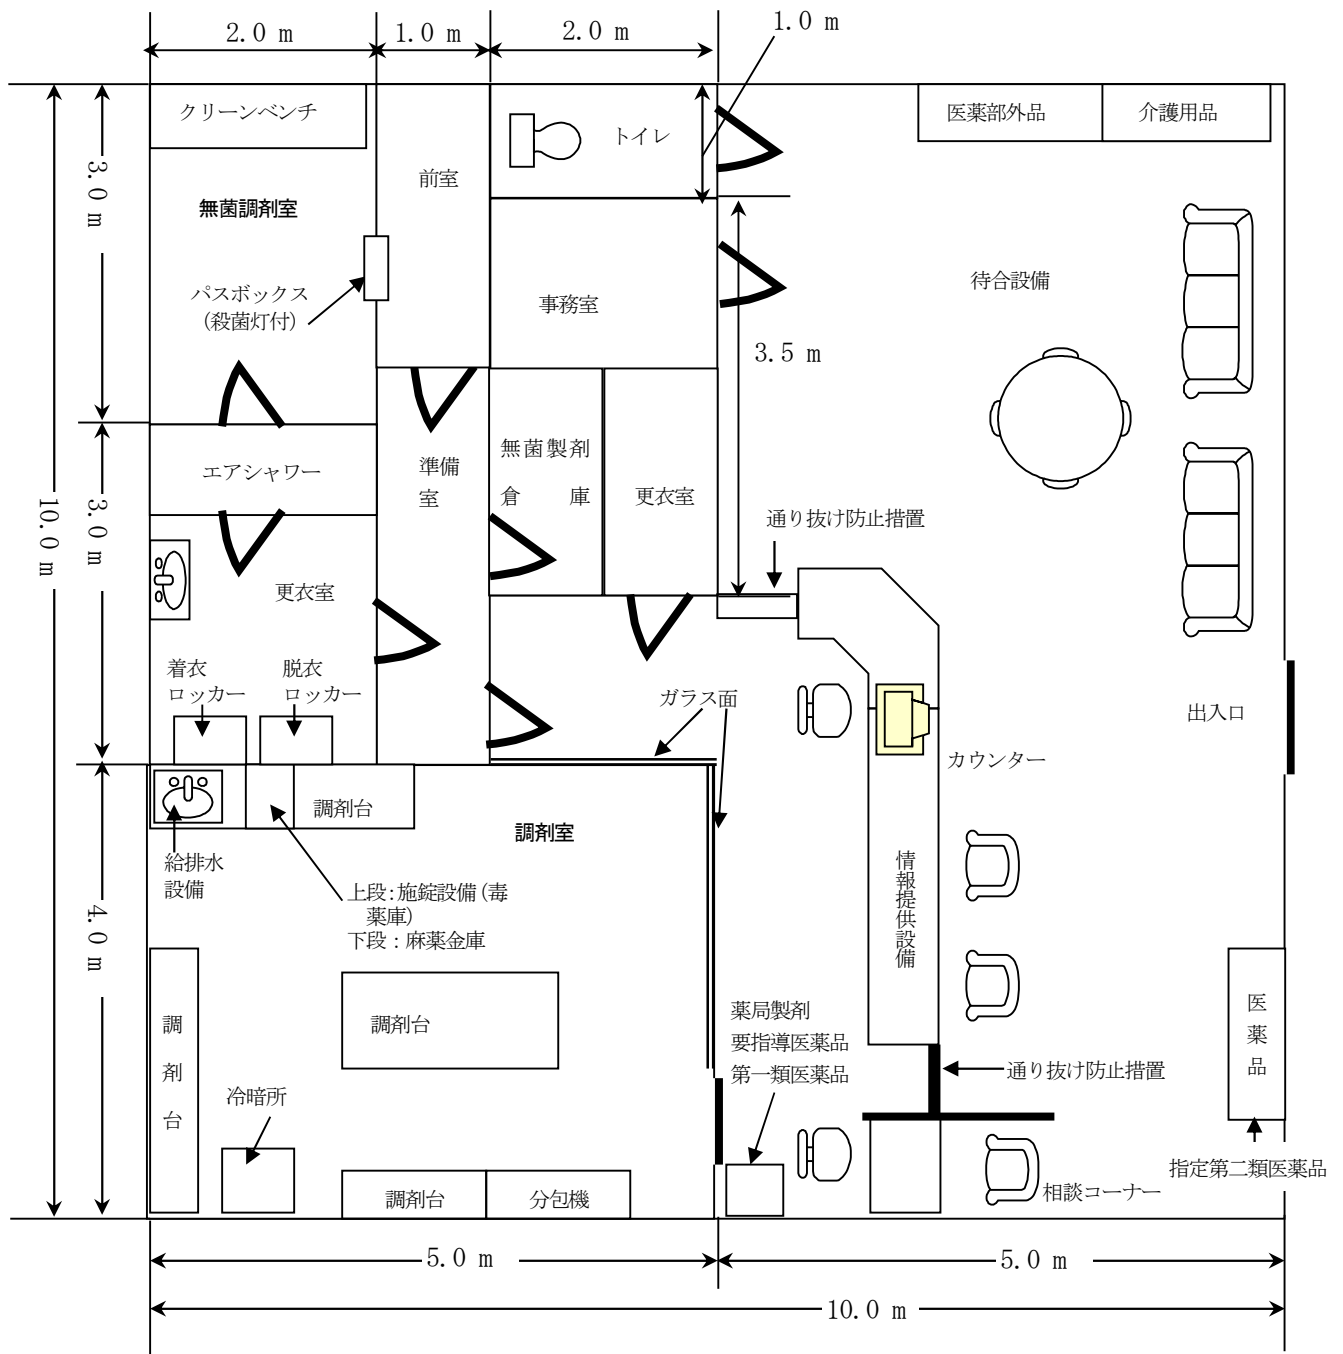 2.0 m
1.0 m
2.0 m
1.0 m
クリーンベンチ
トイレ
医薬部外品
介護用品
3.0 m
前室
無菌調剤室
待合設備
パスボックス
(殺菌灯付)
事務室
3.5 m
エアシャワー
準備
室
無菌製剤
倉 庫
更衣室
10.0 m
3.0 m
通り抜け防止措置
更衣室
着衣
ロッカー
脱衣
ロッカー
ガラス面
出入口
カウンター
調剤台
調剤室
給排水
設備
上段:施錠設備(毒
薬庫)
下段:麻薬金庫
情報提供設備
4.0 m
調剤台
調剤台
薬局製剤
要指導医薬品
第一類医薬品
医薬品
通り抜け防止措置
冷暗所
調剤台
分包機
指定第二類医薬品
相談コーナー
5.0 m
5.0 m
10.0 m